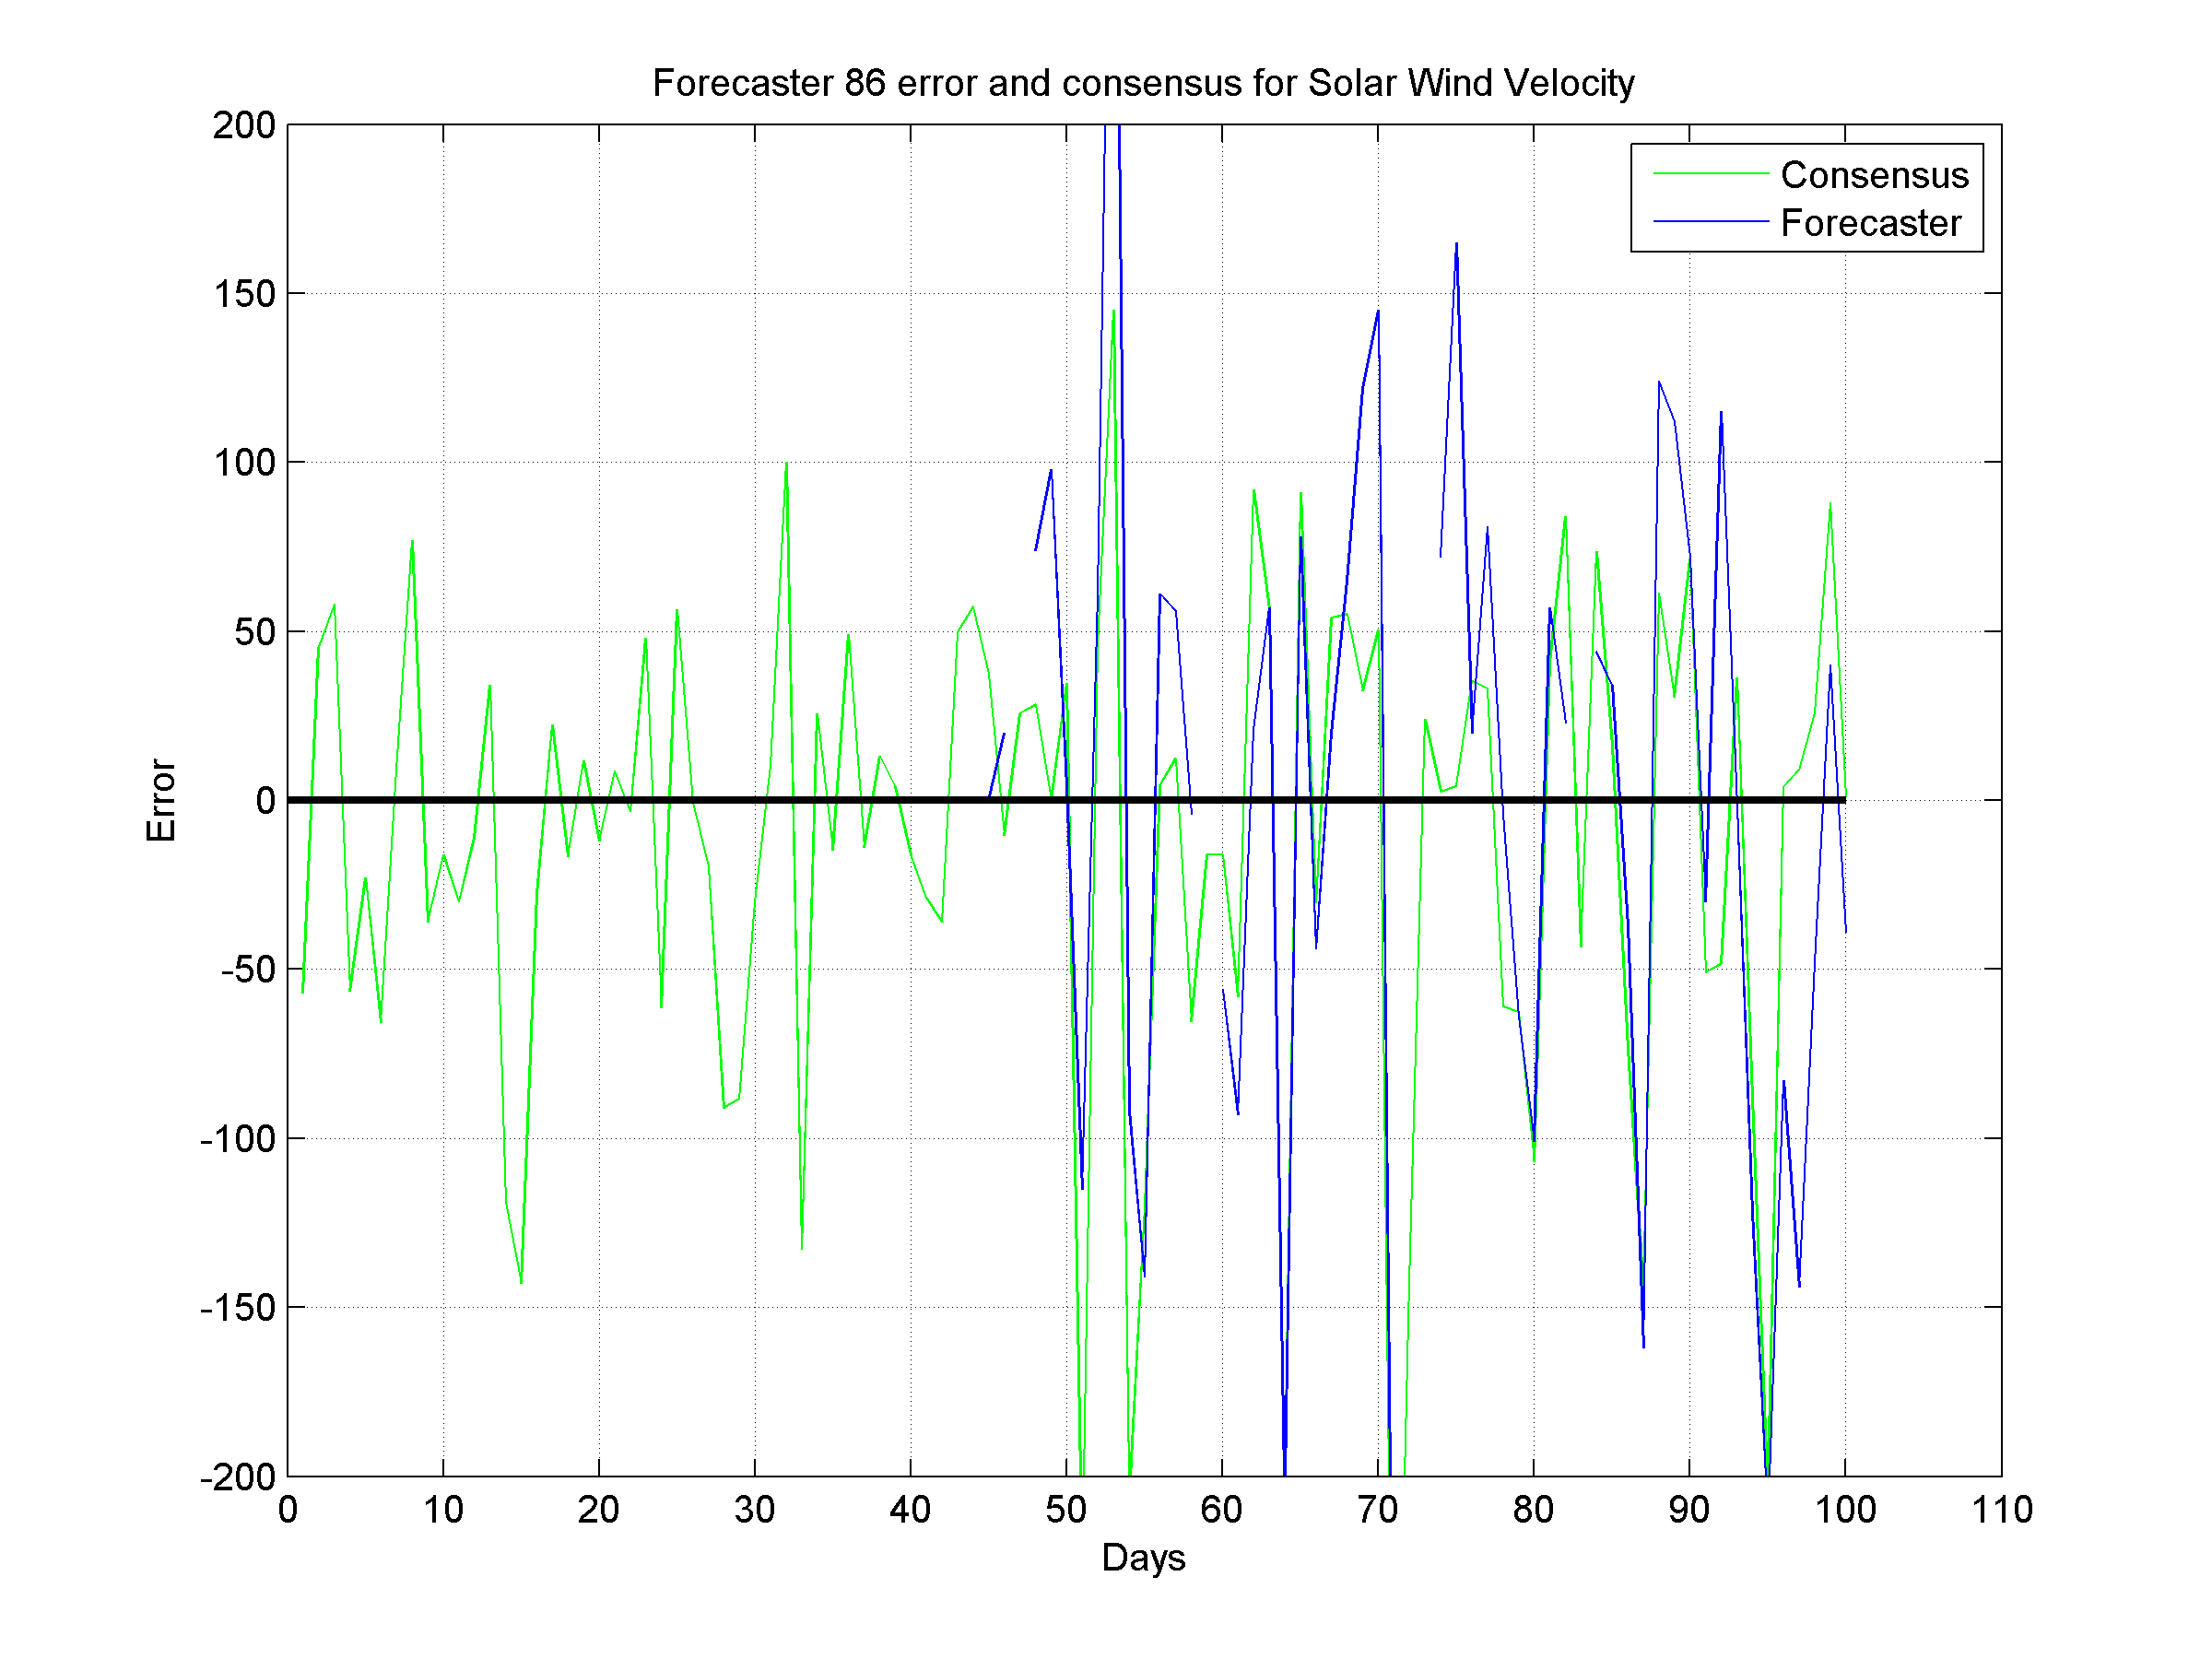 Forecaster 86 error and consensus for Solar Wind Velocity
200
150
100
50
0
-50
-100
-150
-200
Error
Consensus
Forecaster
0 10 20 30 40 50 60 70 80 90 100 110
Days